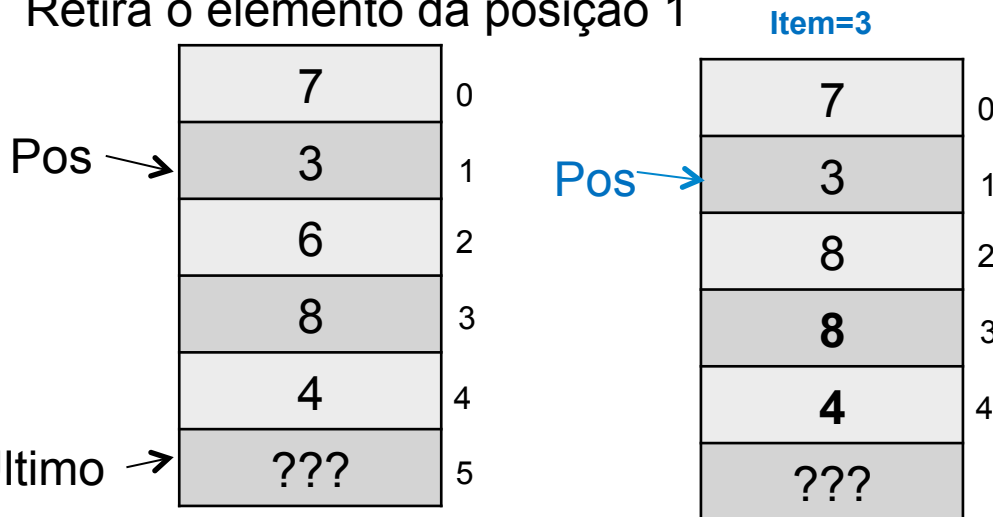 Retira o elemento da posição 1
Item=3
7 0
Pos 3 1
6 2
8 3
4 4
ltimo ??? 5
7 0
Pos 3 1
8 2
8 3
4 4
???